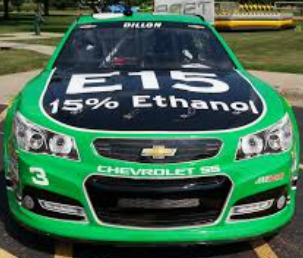 DILLON
E15
15% Ethanol
3
CHEVROLET SS